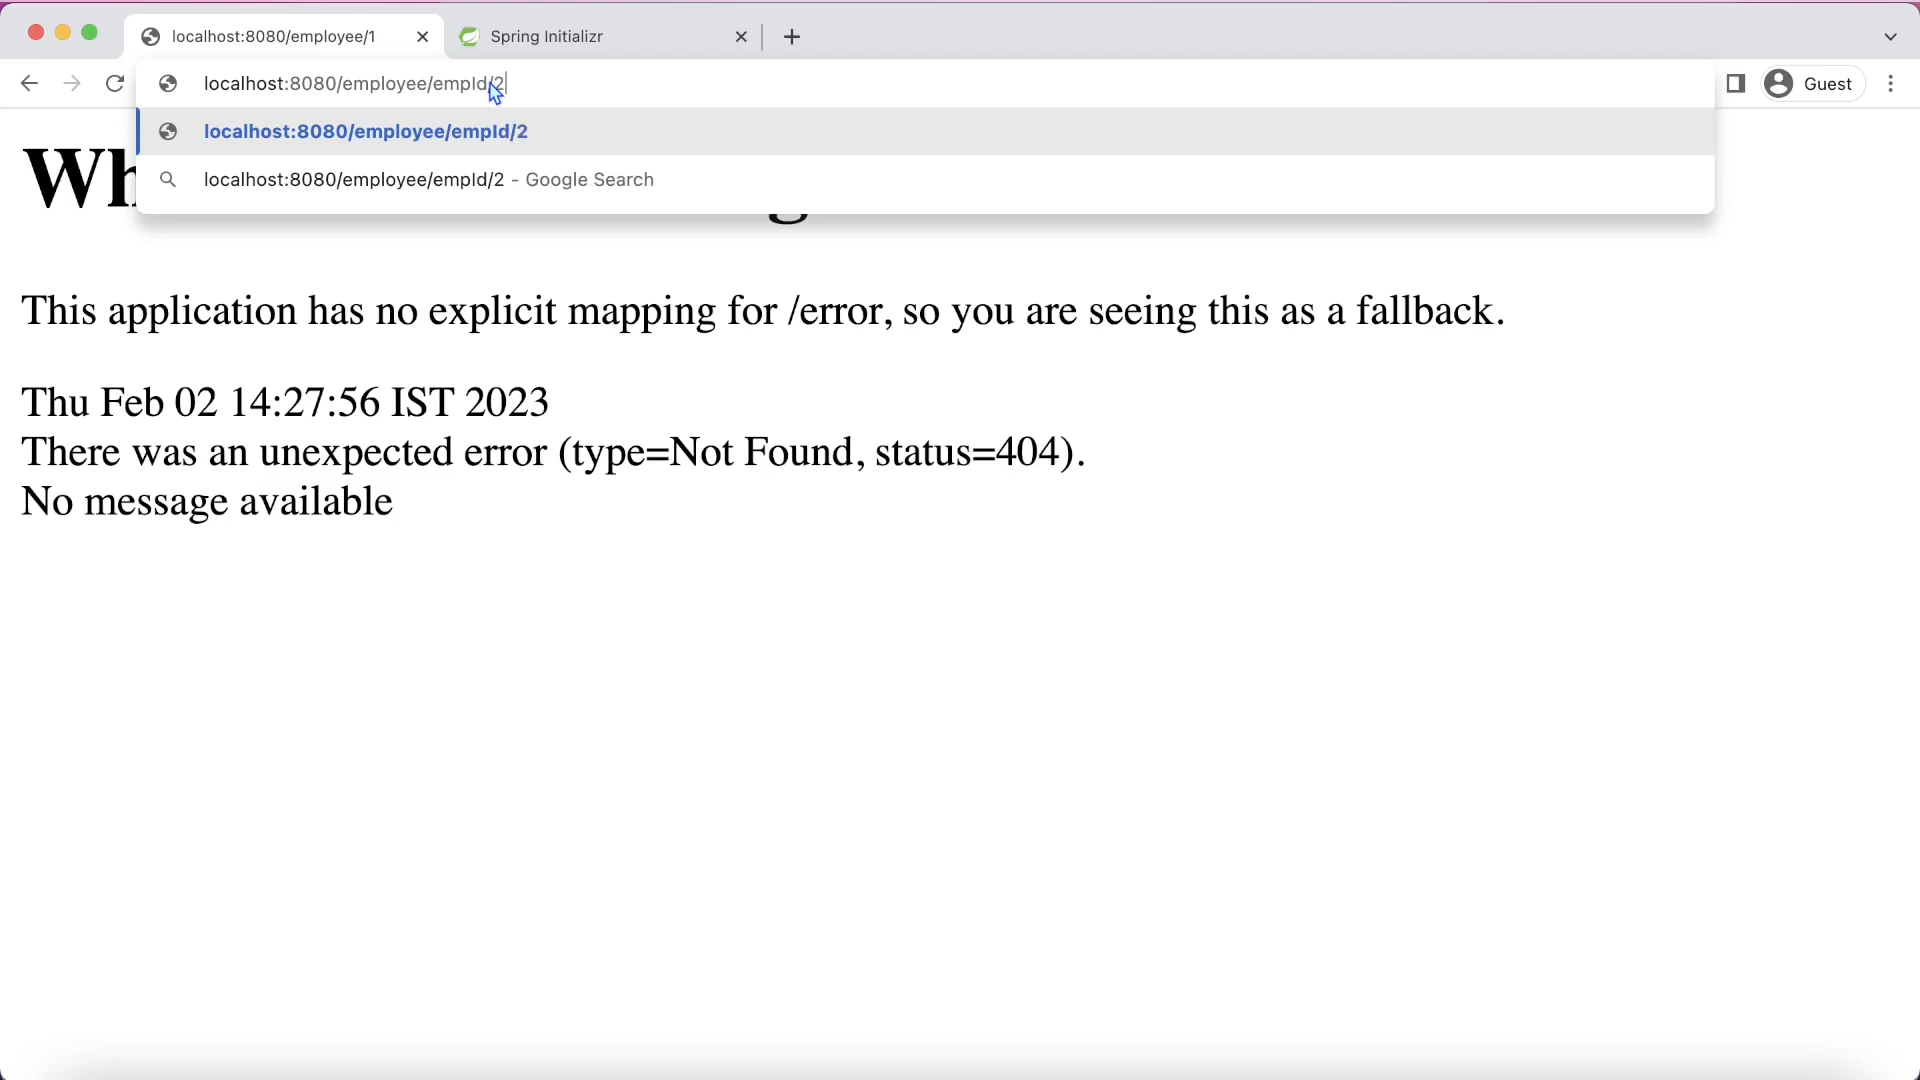 localhost:8080/employee/1
Spring Initializr
localhost:8080/employee/empId/2
Guest
localhost:8080/employee/empId/2
localhost:8080/employee/empId/2 - Google Search
This application has no explicit mapping for /error, so you are seeing this as a fallback.
Thu Feb 02 14:27:56 IST 2023
There was an unexpected error (type=Not Found, status=404).
No message available